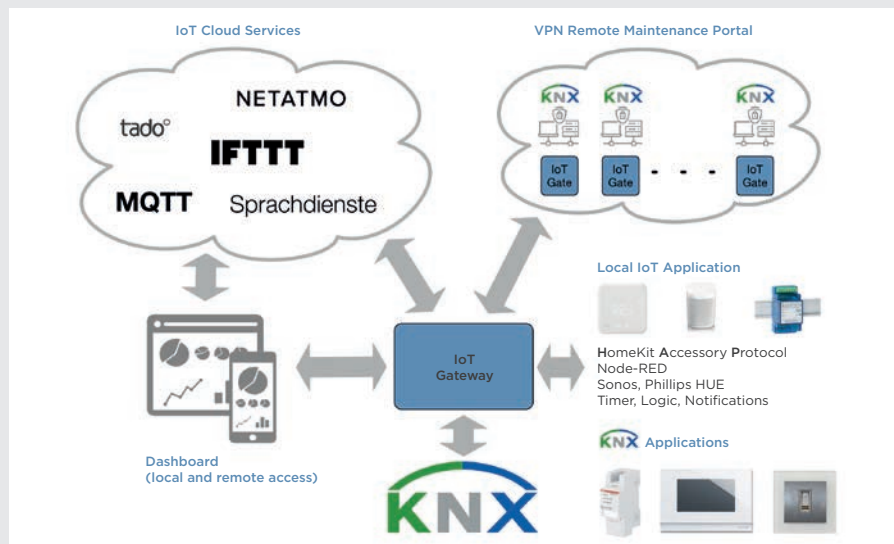 IoT Cloud Services
VPN Remote Maintenance Portal
NETATMO
tado°
IFTTT
MQTT
Sprachdienste
KNX
KNX
KNX
IoT
Gate
IoT
Gate
- - -
IoT
Gate
Local IoT Application
HomeKit Accessory Protocol
Node-RED
Sonos, Phillips HUE
Timer, Logic, Notifications
IoT
Gateway
Dashboard
(local and remote access)
KNX
KNX Applications